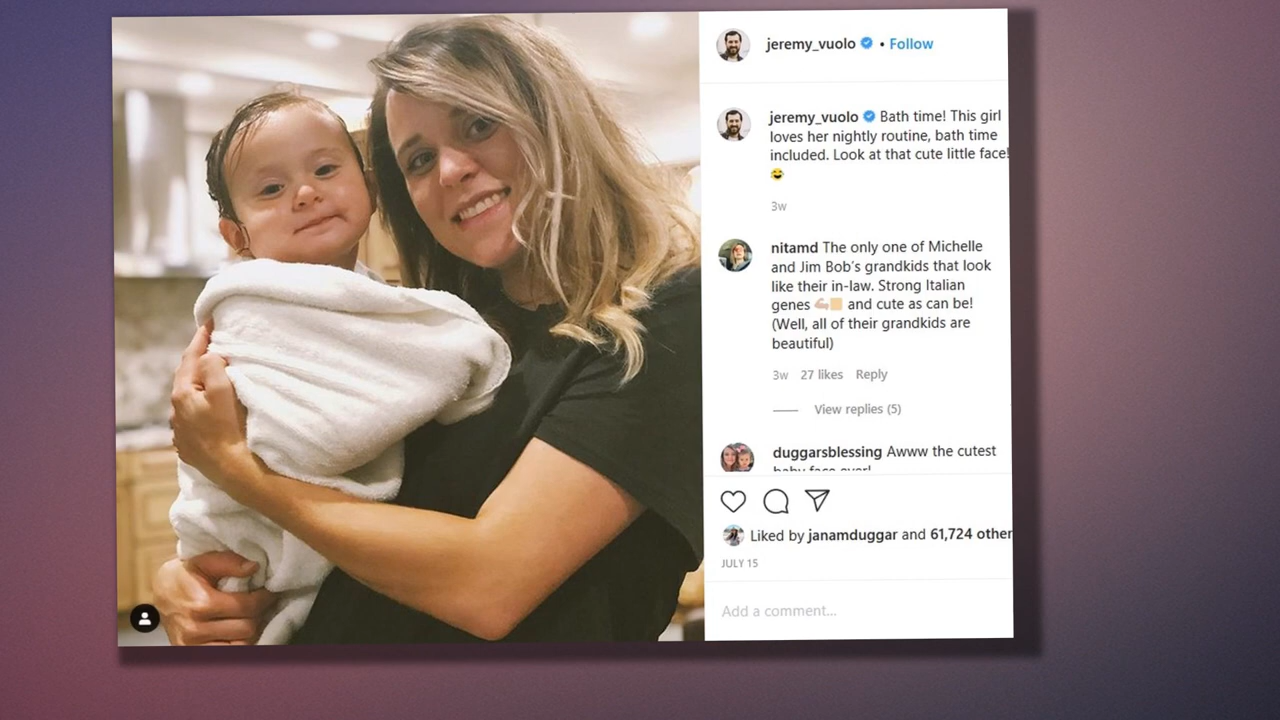 jeremy_vuolo • Follow
jeremy_vuolo Bath time! This girl
loves her nightly routine, bath time
included. Look at that cute little face!
😂
3w
nitamd The only one of Michelle
and Jim Bob's grandkids that look
like their in-law. Strong Italian
genes 💪🏼 and cute as can be!
(Well, all of their grandkids are
beautiful)
3w 27 likes Reply
View replies (5)
duggarsblessing Awww the cutest
baby face ever!
Liked by janamduggar and 61,724 other
JULY 15
Add a comment...